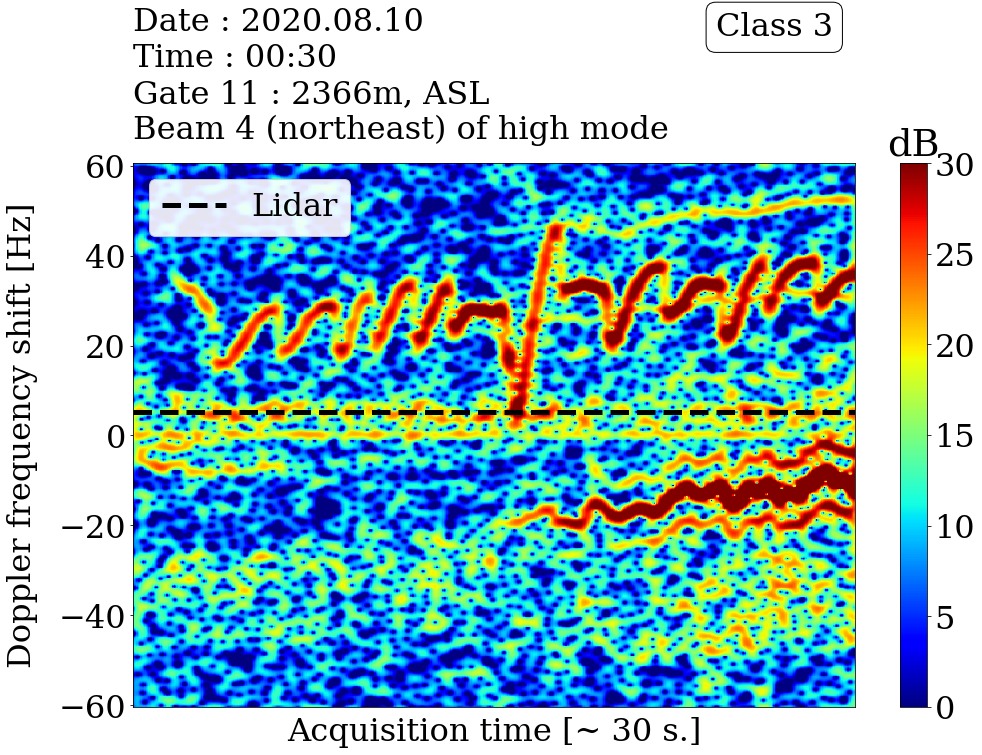 Date : 2020.08.10
Time : 00:30
Gate 11 : 2366m, ASL
Beam 4 (northeast) of high mode
Class 3
dB
Lidar
Doppler frequency shift [Hz]
60
40
20
0
−20
−40
−60
Acquisition time [~ 30 s.]
30
25
20
15
10
5
0